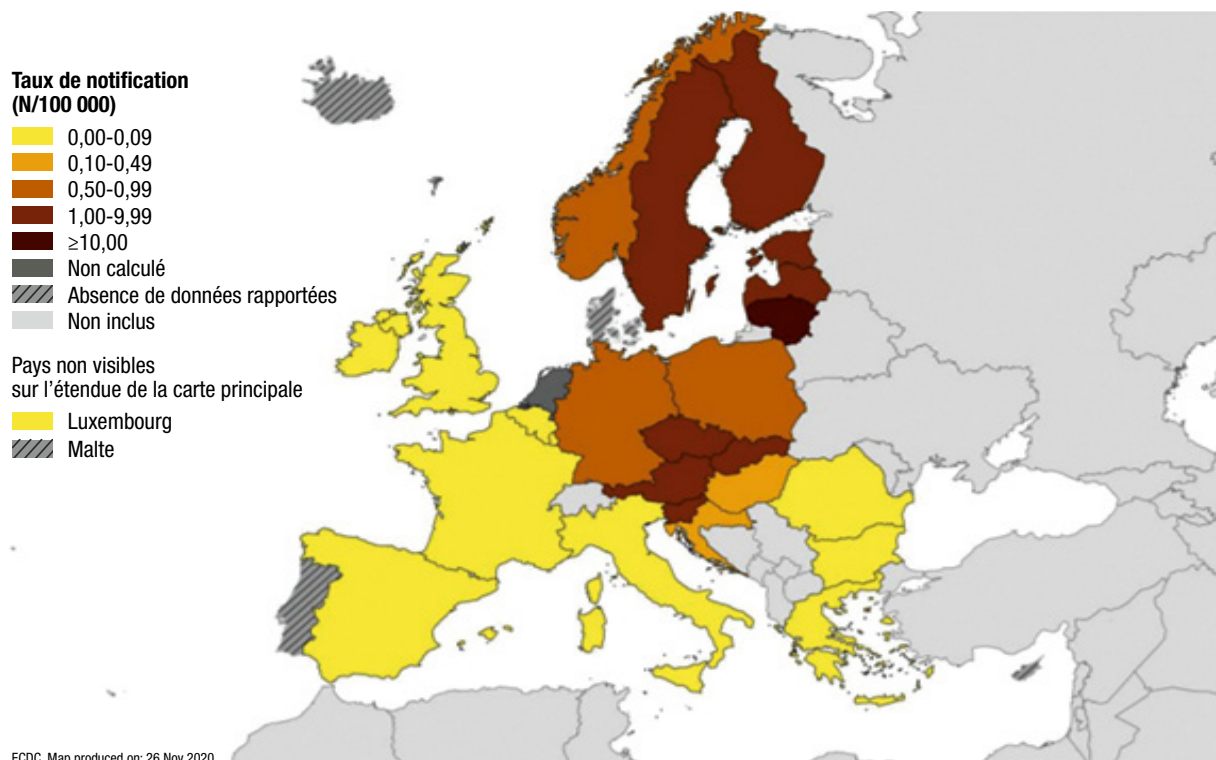 Taux de notification
(N/100 000)
0,00-0,09
0,10-0,49
0,50-0,99
1,00-9,99
≥10,00
Non calculé
Absence de données rapportées
Non inclus
Pays non visibles
sur l’étendue de la carte principale
Luxembourg
Malte
ECDC. Map produced on: 26 Nov 2020